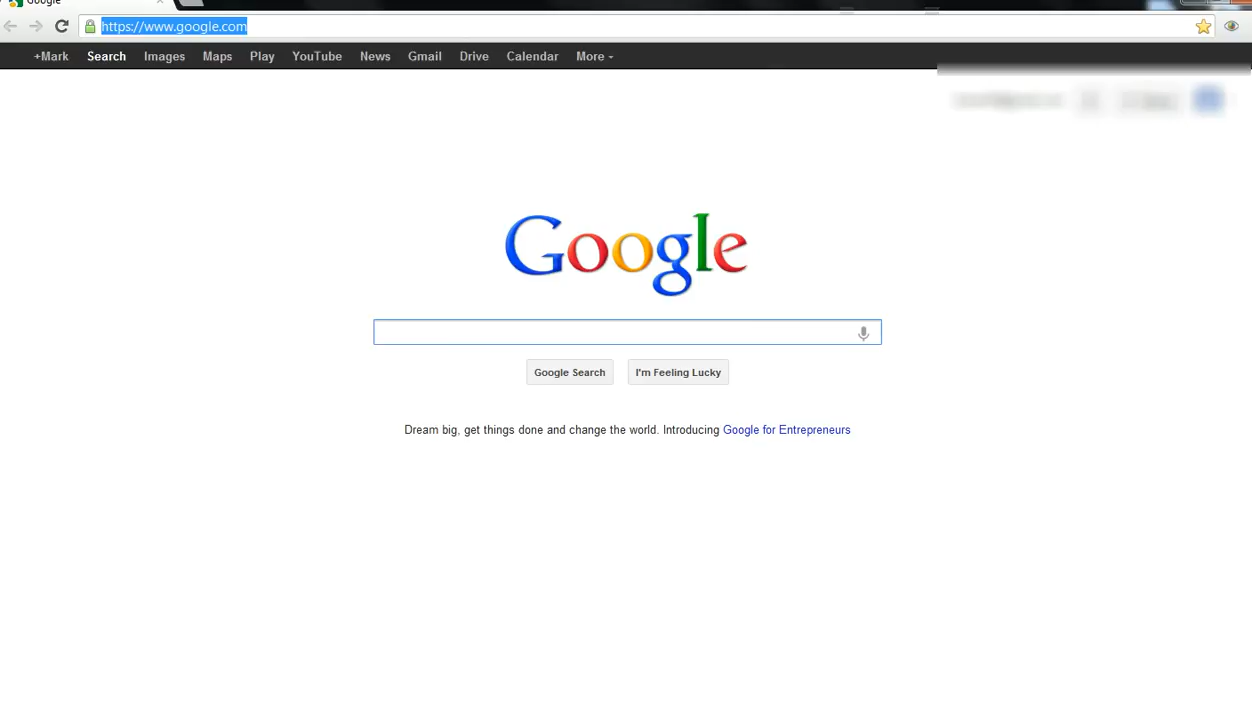 Google
https://www.google.com
+Mark Search Images Maps Play YouTube News Gmail Drive Calendar More
Google
Google Search I'm Feeling Lucky
Dream big, get things done and change the world. Introducing Google for Entrepreneurs